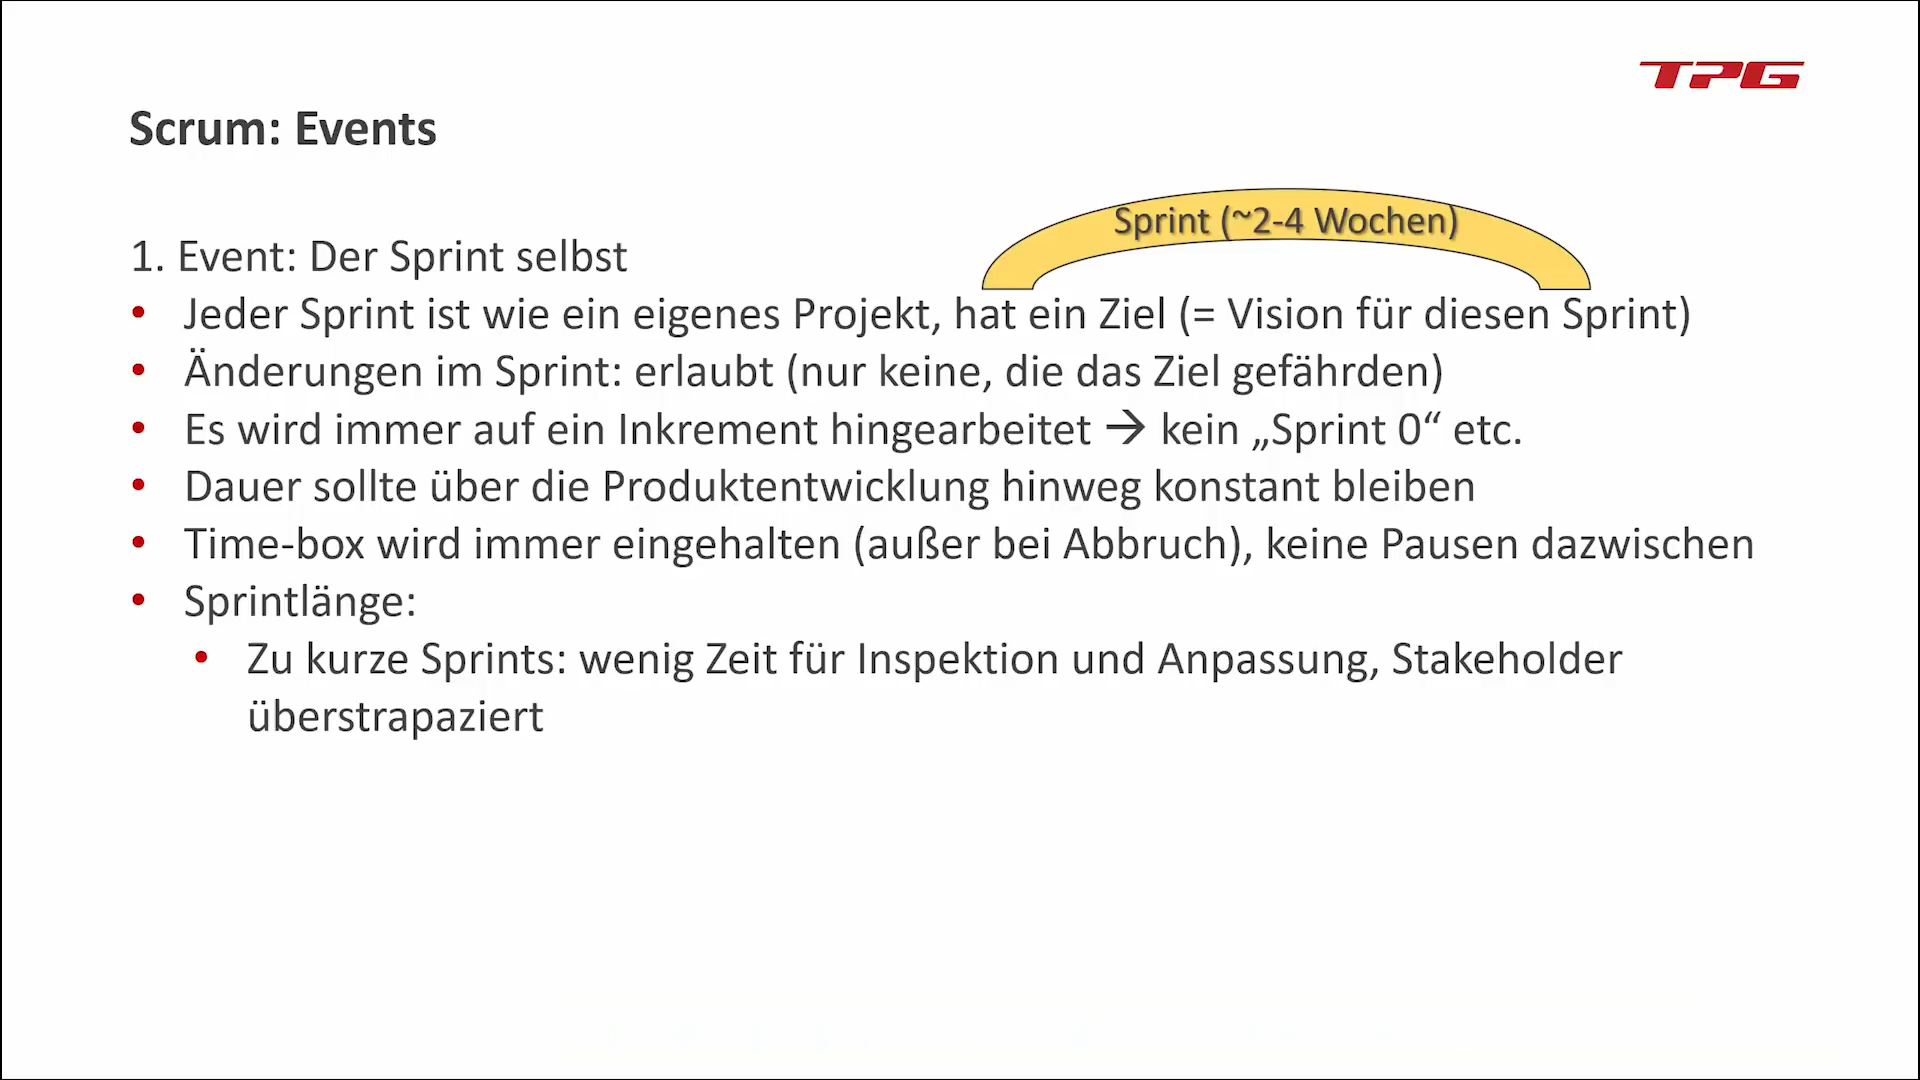 TPG
Scrum: Events
Sprint (~2-4 Wochen)
1. Event: Der Sprint selbst
• Jeder Sprint ist wie ein eigenes Projekt, hat ein Ziel (= Vision für diesen Sprint)
• Änderungen im Sprint: erlaubt (nur keine, die das Ziel gefährden)
• Es wird immer auf ein Inkrement hingearbeitet → kein „Sprint 0“ etc.
• Dauer sollte über die Produktentwicklung hinweg konstant bleiben
• Time-box wird immer eingehalten (außer bei Abbruch), keine Pausen dazwischen
• Sprintlänge:
• Zu kurze Sprints: wenig Zeit für Inspektion und Anpassung, Stakeholder
überstrapaziert